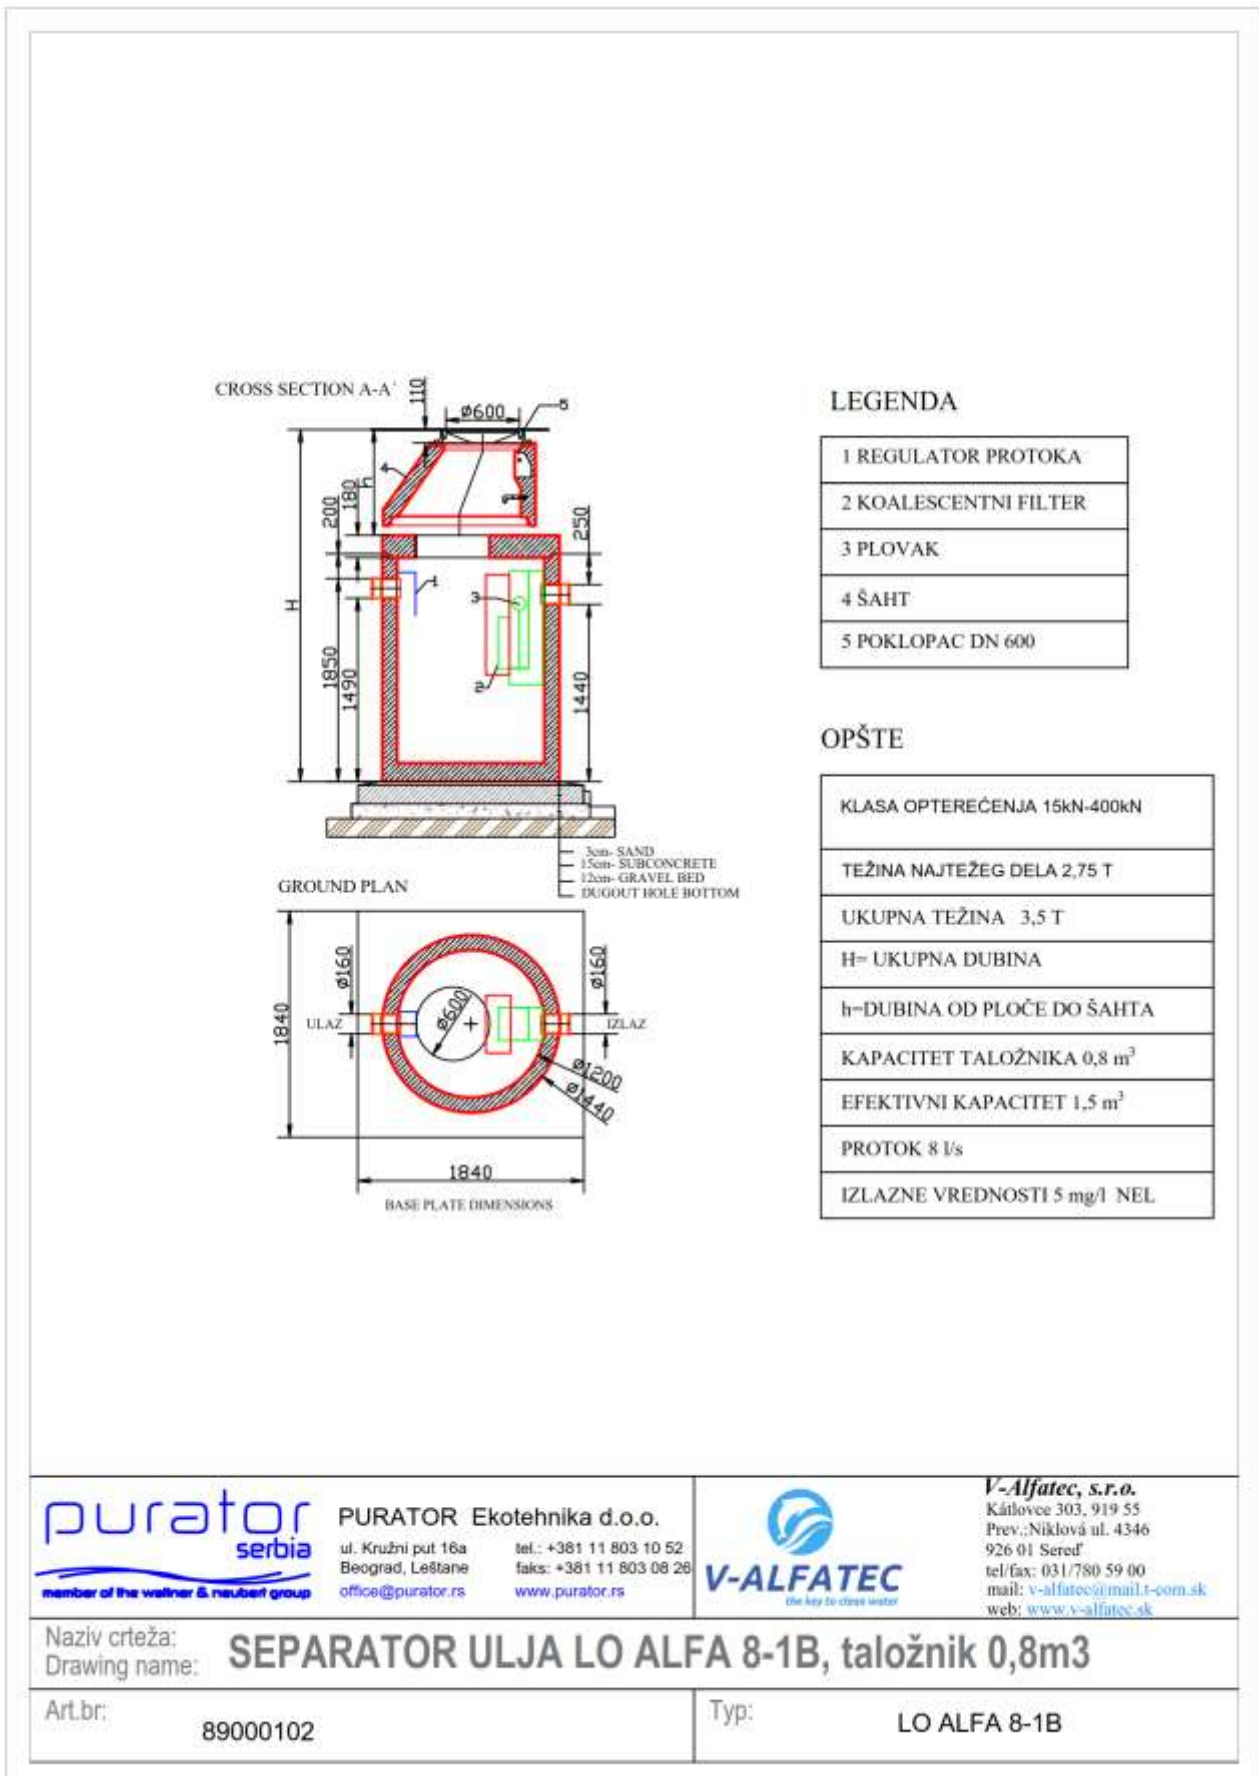 CROSS SECTION A-A'
110
ø600
5
4
h
180
200
250
1
3
H
2
1850
1490
1440
3cm- SAND
15cm- SUBCONCRETE
12cm- GRAVEL BED
DUGOUT HOLE BOTTOM
GROUND PLAN
ø160
ø160
1840
ULAZ
ø600
IZLAZ
ø1200
ø1440
1840
BASE PLATE DIMENSIONS
LEGENDA
1 REGULATOR PROTOKA
2 KOALESCENTNI FILTER
3 PLOVAK
4 ŠAHT
5 POKLOPAC DN 600
OPŠTE
KLASA OPTEREĆENJA 15kN-400kN
TEŽINA NAJTEŽEG DELA 2,75 T
UKUPNA TEŽINA 3,5 T
H= UKUPNA DUBINA
h=DUBINA OD PLOČE DO ŠAHTA
KAPACITET TALOŽNIKA 0,8 m³
EFEKTIVNI KAPACITET 1,5 m³
PROTOK 8 l/s
IZLAZNE VREDNOSTI 5 mg/l NEL
purator
serbia
member of the wallner & neubert group
PURATOR Ekotehnika d.o.o.
ul. Kružni put 16a tel.: +381 11 803 10 52
Beograd, Leštane faks: +381 11 803 08 26
office@purator.rs www.purator.rs
V-ALFATEC
the key to clean water
V-Alfatec, s.r.o.
Kátlovce 303, 919 55
Prev.:Niklová ul. 4346
926 01 Sereď
tel/fax: 031/780 59 00
mail: v-alfatec@mail.t-com.sk
web: www.v-alfatec.sk
Naziv crteža:
Drawing name:
SEPARATOR ULJA LO ALFA 8-1B, taložnik 0,8m3
Art.br:
89000102
Typ:
LO ALFA 8-1B